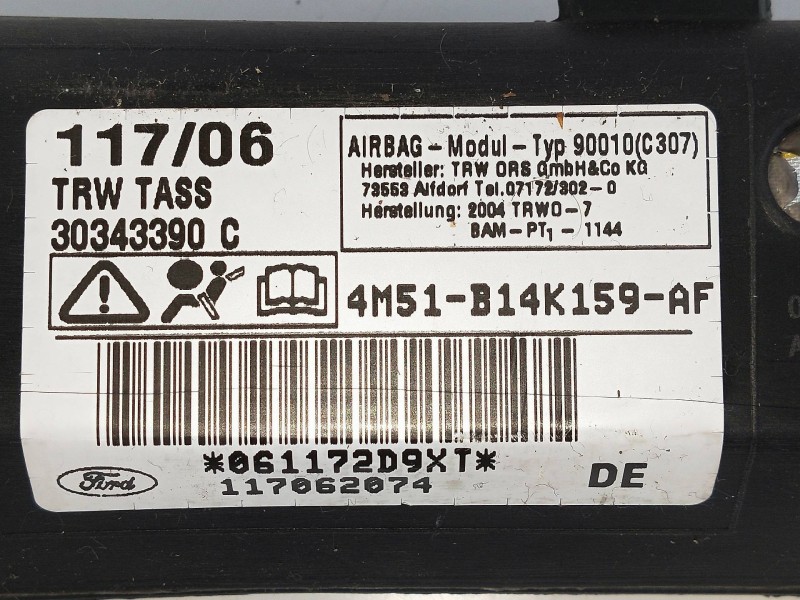 117/06
TRW TASS
30343390 C
AIRBAG-Modul-Typ 90010(C307)
Hersteller: TRW ORS GmbH&Co KG
73553 Alfdorf Tel.07172/302-0
Herstellung: 2004 TRWO-7
BAM-PT1-1144
4M51-B14K159-AF
*061172D9XT*
117062074
Ford
DE